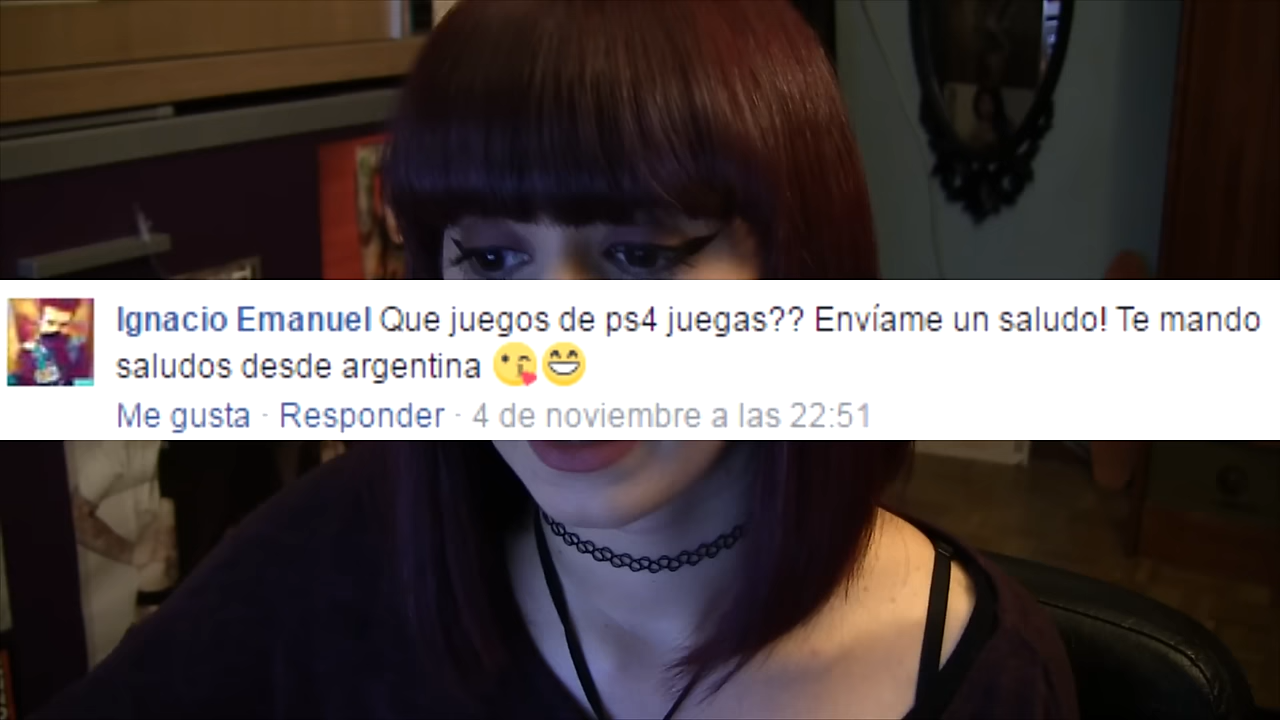 Ignacio Emanuel Que juegos de ps4 juegas?? Envíame un saludo! Te mando
saludos desde argentina 😘😄
Me gusta · Responder · 4 de noviembre a las 22:51